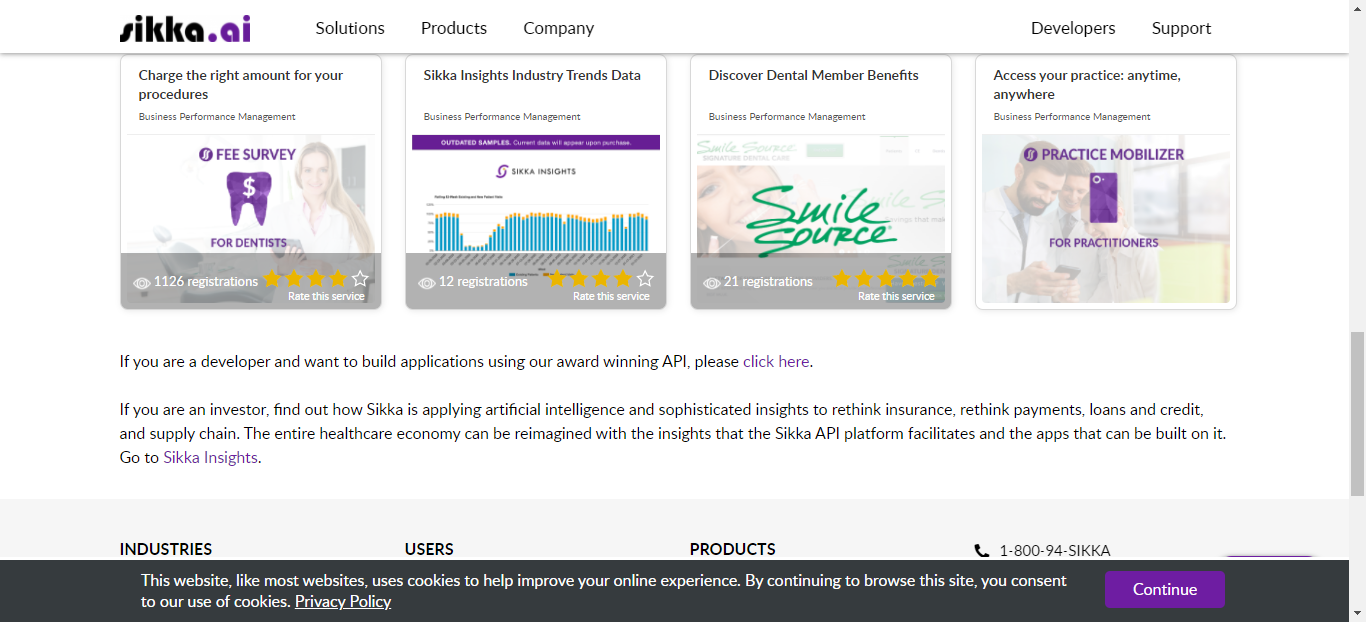 sikka.ai
Solutions
Products
Company
Developers
Support
Charge the right amount for your
procedures
Business Performance Management
FEE SURVEY
$
FOR DENTISTS
1126 registrations
Rate this service
Sikka Insights Industry Trends Data
Business Performance Management
OUTDATED SAMPLES. Current data will appear upon purchase.
SIKKA INSIGHTS
12 registrations
Rate this service
Discover Dental Member Benefits
Business Performance Management
Smile Source
SIGNATURE DENTAL CARE
Smile
Source
21 registrations
Rate this service
Access your practice: anytime,
anywhere
Business Performance Management
PRACTICE MOBILIZER
FOR PRACTITIONERS
If you are a developer and want to build applications using our award winning API, please click here.
If you are an investor, find out how Sikka is applying artificial intelligence and sophisticated insights to rethink insurance, rethink payments, loans and credit,
and supply chain. The entire healthcare economy can be reimagined with the insights that the Sikka API platform facilitates and the apps that can be built on it.
Go to Sikka Insights.
INDUSTRIES
USERS
PRODUCTS
1-800-94-SIKKA
This website, like most websites, uses cookies to help improve your online experience. By continuing to browse this site, you consent
to our use of cookies. Privacy Policy
Continue